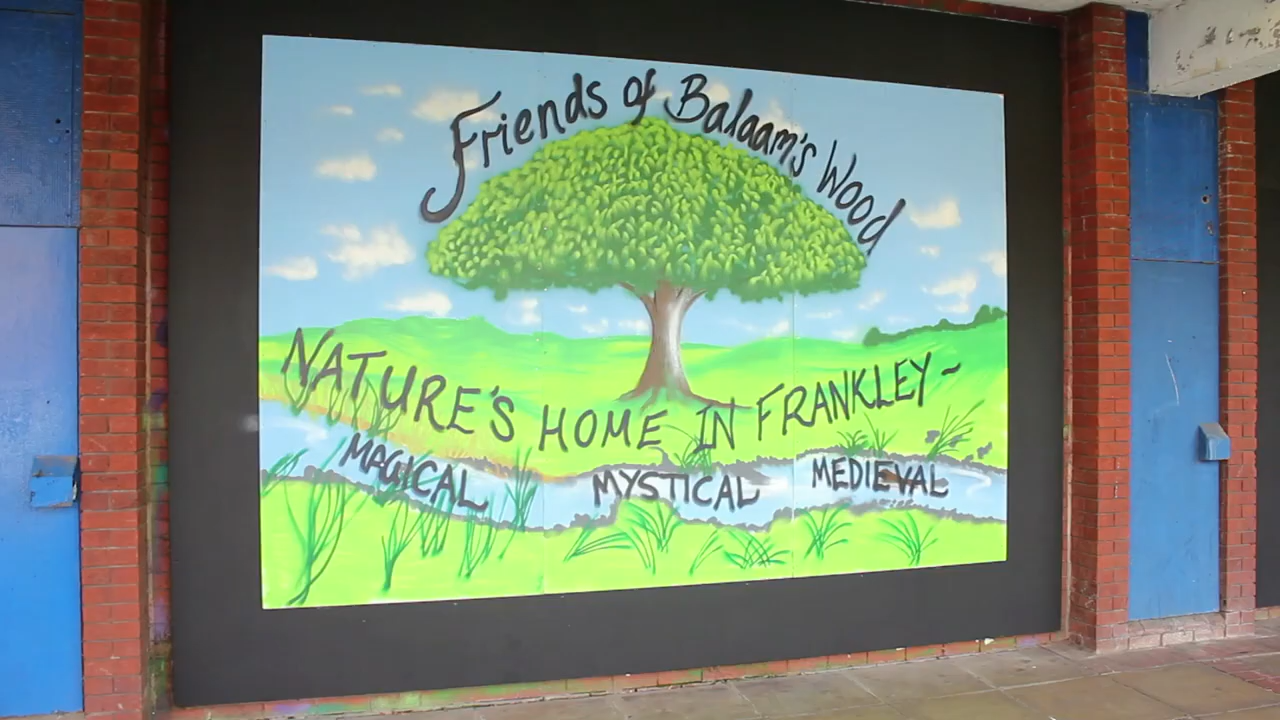 Friends of Balaam's Wood
NATURE'S HOME IN FRANKLEY~
MAGICAL MYSTICAL MEDIEVAL